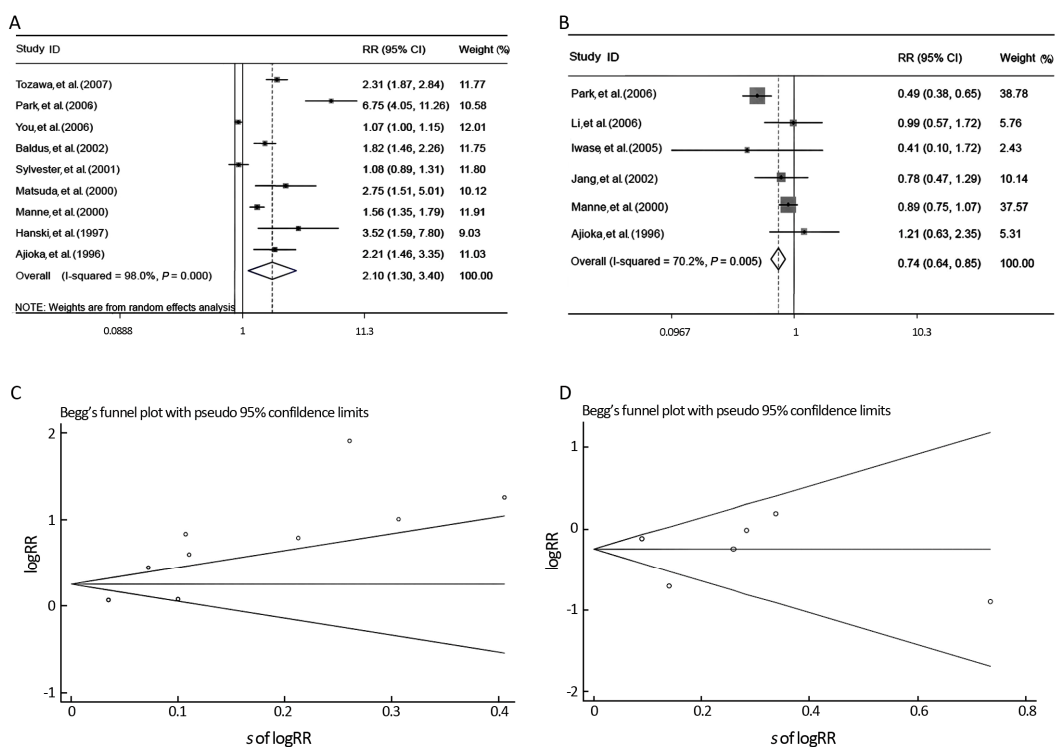 A
Study ID RR (95% CI) Weight (%)
Tozawa,et.al.(2007) 2.31 (1.87, 2.84) 11.77
Park,et.al.(2006) 6.75 (4.05, 11.26) 10.58
You,et.al.(2006) 1.07 (1.00, 1.15) 12.01
Baldus,et.al.(2002) 1.82 (1.46, 2.26) 11.75
Sylvester,et.al.(2001) 1.08 (0.89, 1.31) 11.80
Matsuda,et.al.(2000) 2.75 (1.51, 5.01) 10.12
Manne,et.al.(2000) 1.56 (1.35, 1.79) 11.91
Hanski,et.al.(1997) 3.52 (1.59, 7.80) 9.03
Ajioka,et.al.(1996) 2.21 (1.46, 3.35) 11.03
Overall (I-squared = 98.0%, P = 0.000) 2.10 (1.30, 3.40) 100.00
NOTE: Weights are from random effects analysis
0.0888 1 11.3
B
Study ID RR (95% CI) Weight (%)
Park,et.al.(2006) 0.49 (0.38, 0.65) 38.78
Li,et.al.(2006) 0.99 (0.57, 1.72) 5.76
Iwase,et.al.(2005) 0.41 (0.10, 1.72) 2.43
Jang,et.al.(2002) 0.78 (0.47, 1.29) 10.14
Manne,et.al.(2000) 0.89 (0.75, 1.07) 37.57
Ajioka,et.al.(1996) 1.21 (0.63, 2.35) 5.31
Overall (I-squared = 70.2%, P = 0.005) 0.74 (0.64, 0.85) 100.00
0.0967 1 10.3
C
Begg's funnel plot with pseudo 95% confildence limits
logRR
2
1
0
-1
0 0.1 0.2 0.3 0.4
s of logRR
D
Begg's funnel plot with pseudo 95% confildence limits
logRR
1
0
-1
-2
0 0.2 0.4 0.6 0.8
s of logRR